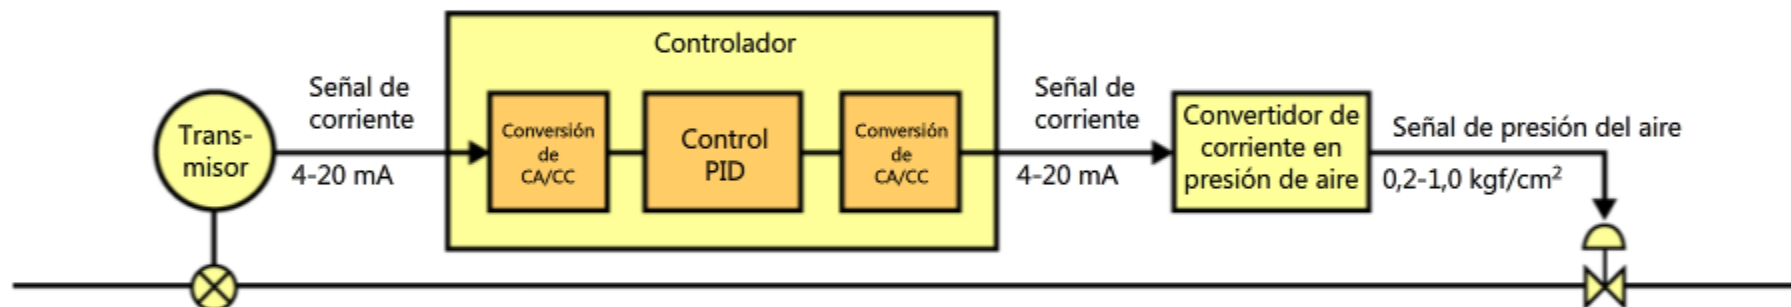 Controlador
Señal de
corriente
4-20 mA
Trans-
misor
Conversión
de
CA/CC
Control
PID
Conversión
de
CA/CC
Señal de
corriente
4-20 mA
Convertidor de
corriente en
presión de aire
Señal de presión del aire
0,2-1,0 kgf/cm²